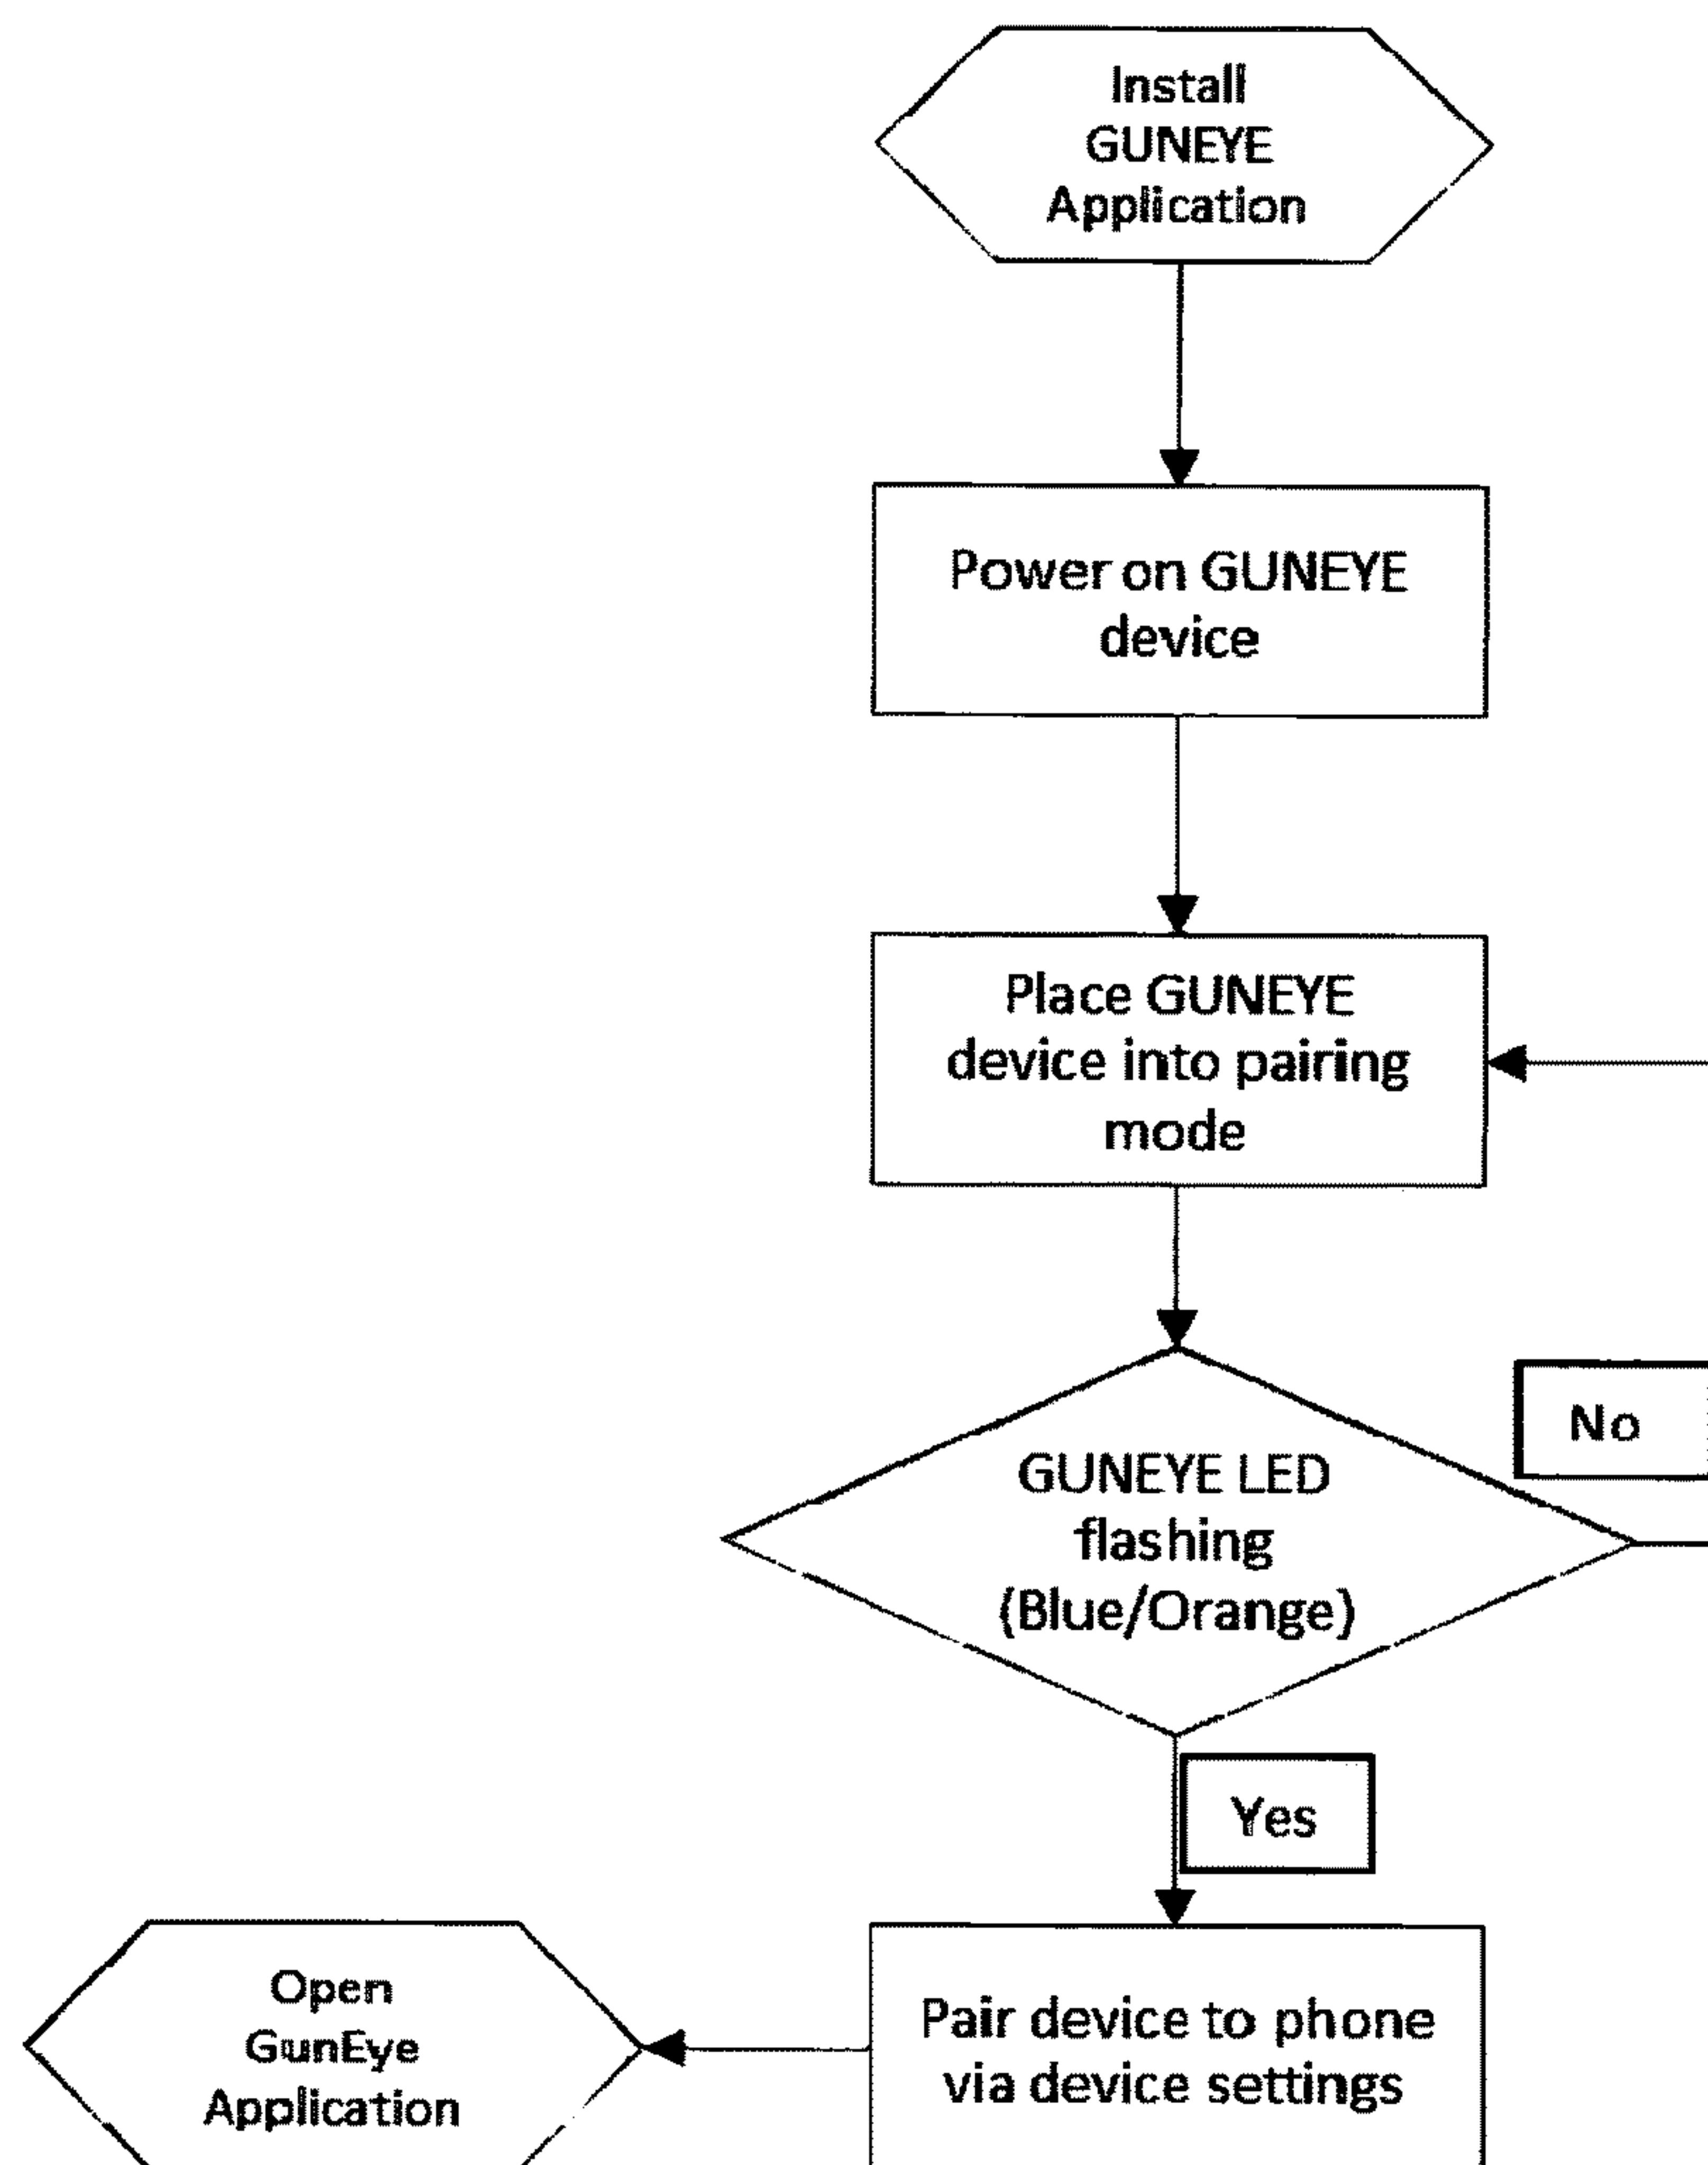 Install
GUNEYE
Application
Power on GUNEYE
device
Place GUNEYE
device into pairing
mode
No
GUNEYE LED
flashing
(Blue/Orange)
Yes
Open
GunEye
Application
Pair device to phone
via device settings